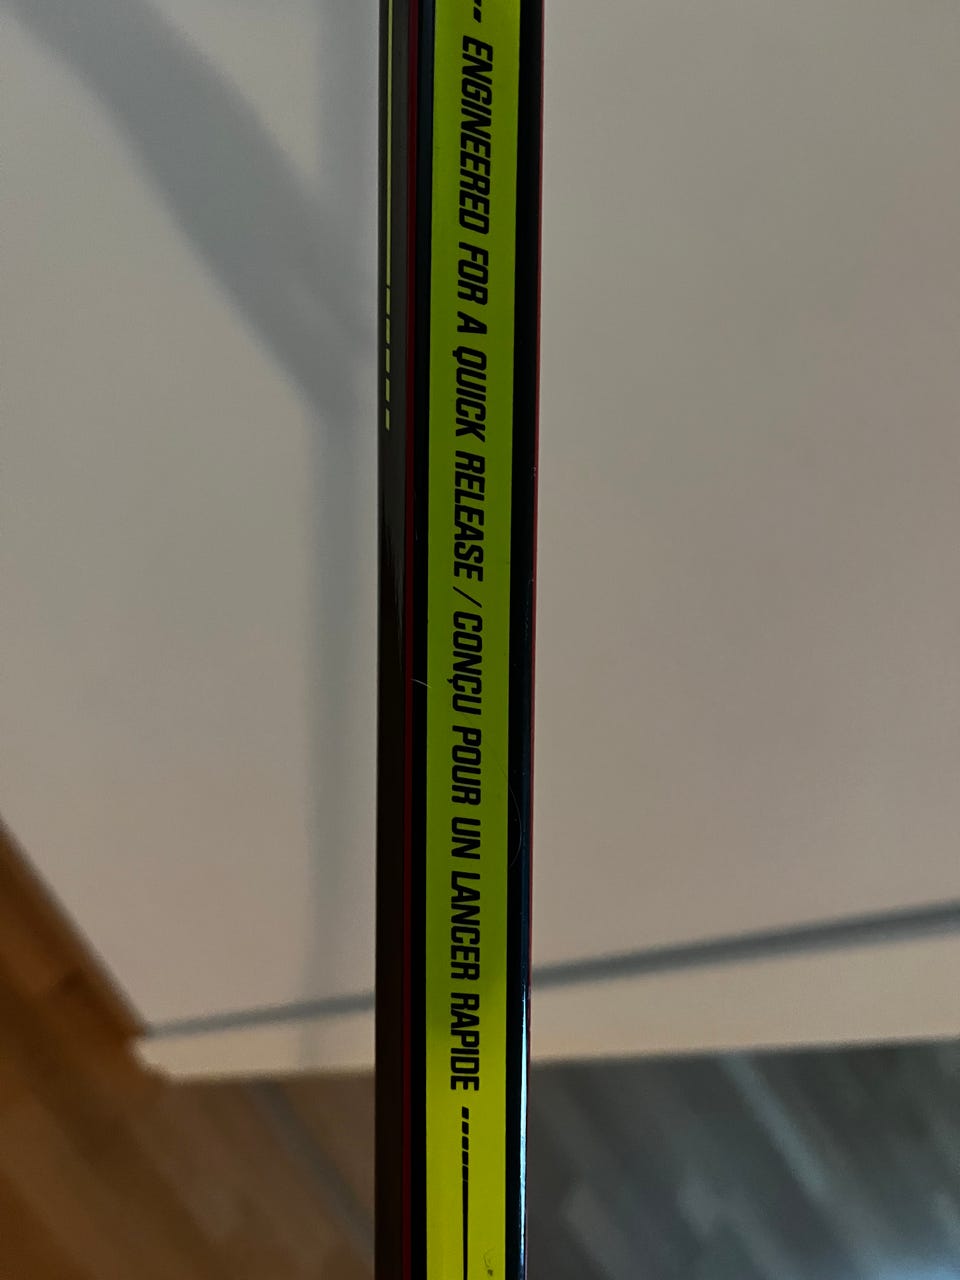 ENGINEERED FOR A QUICK RELEASE / CONÇU POUR UN LANCER RAPIDE